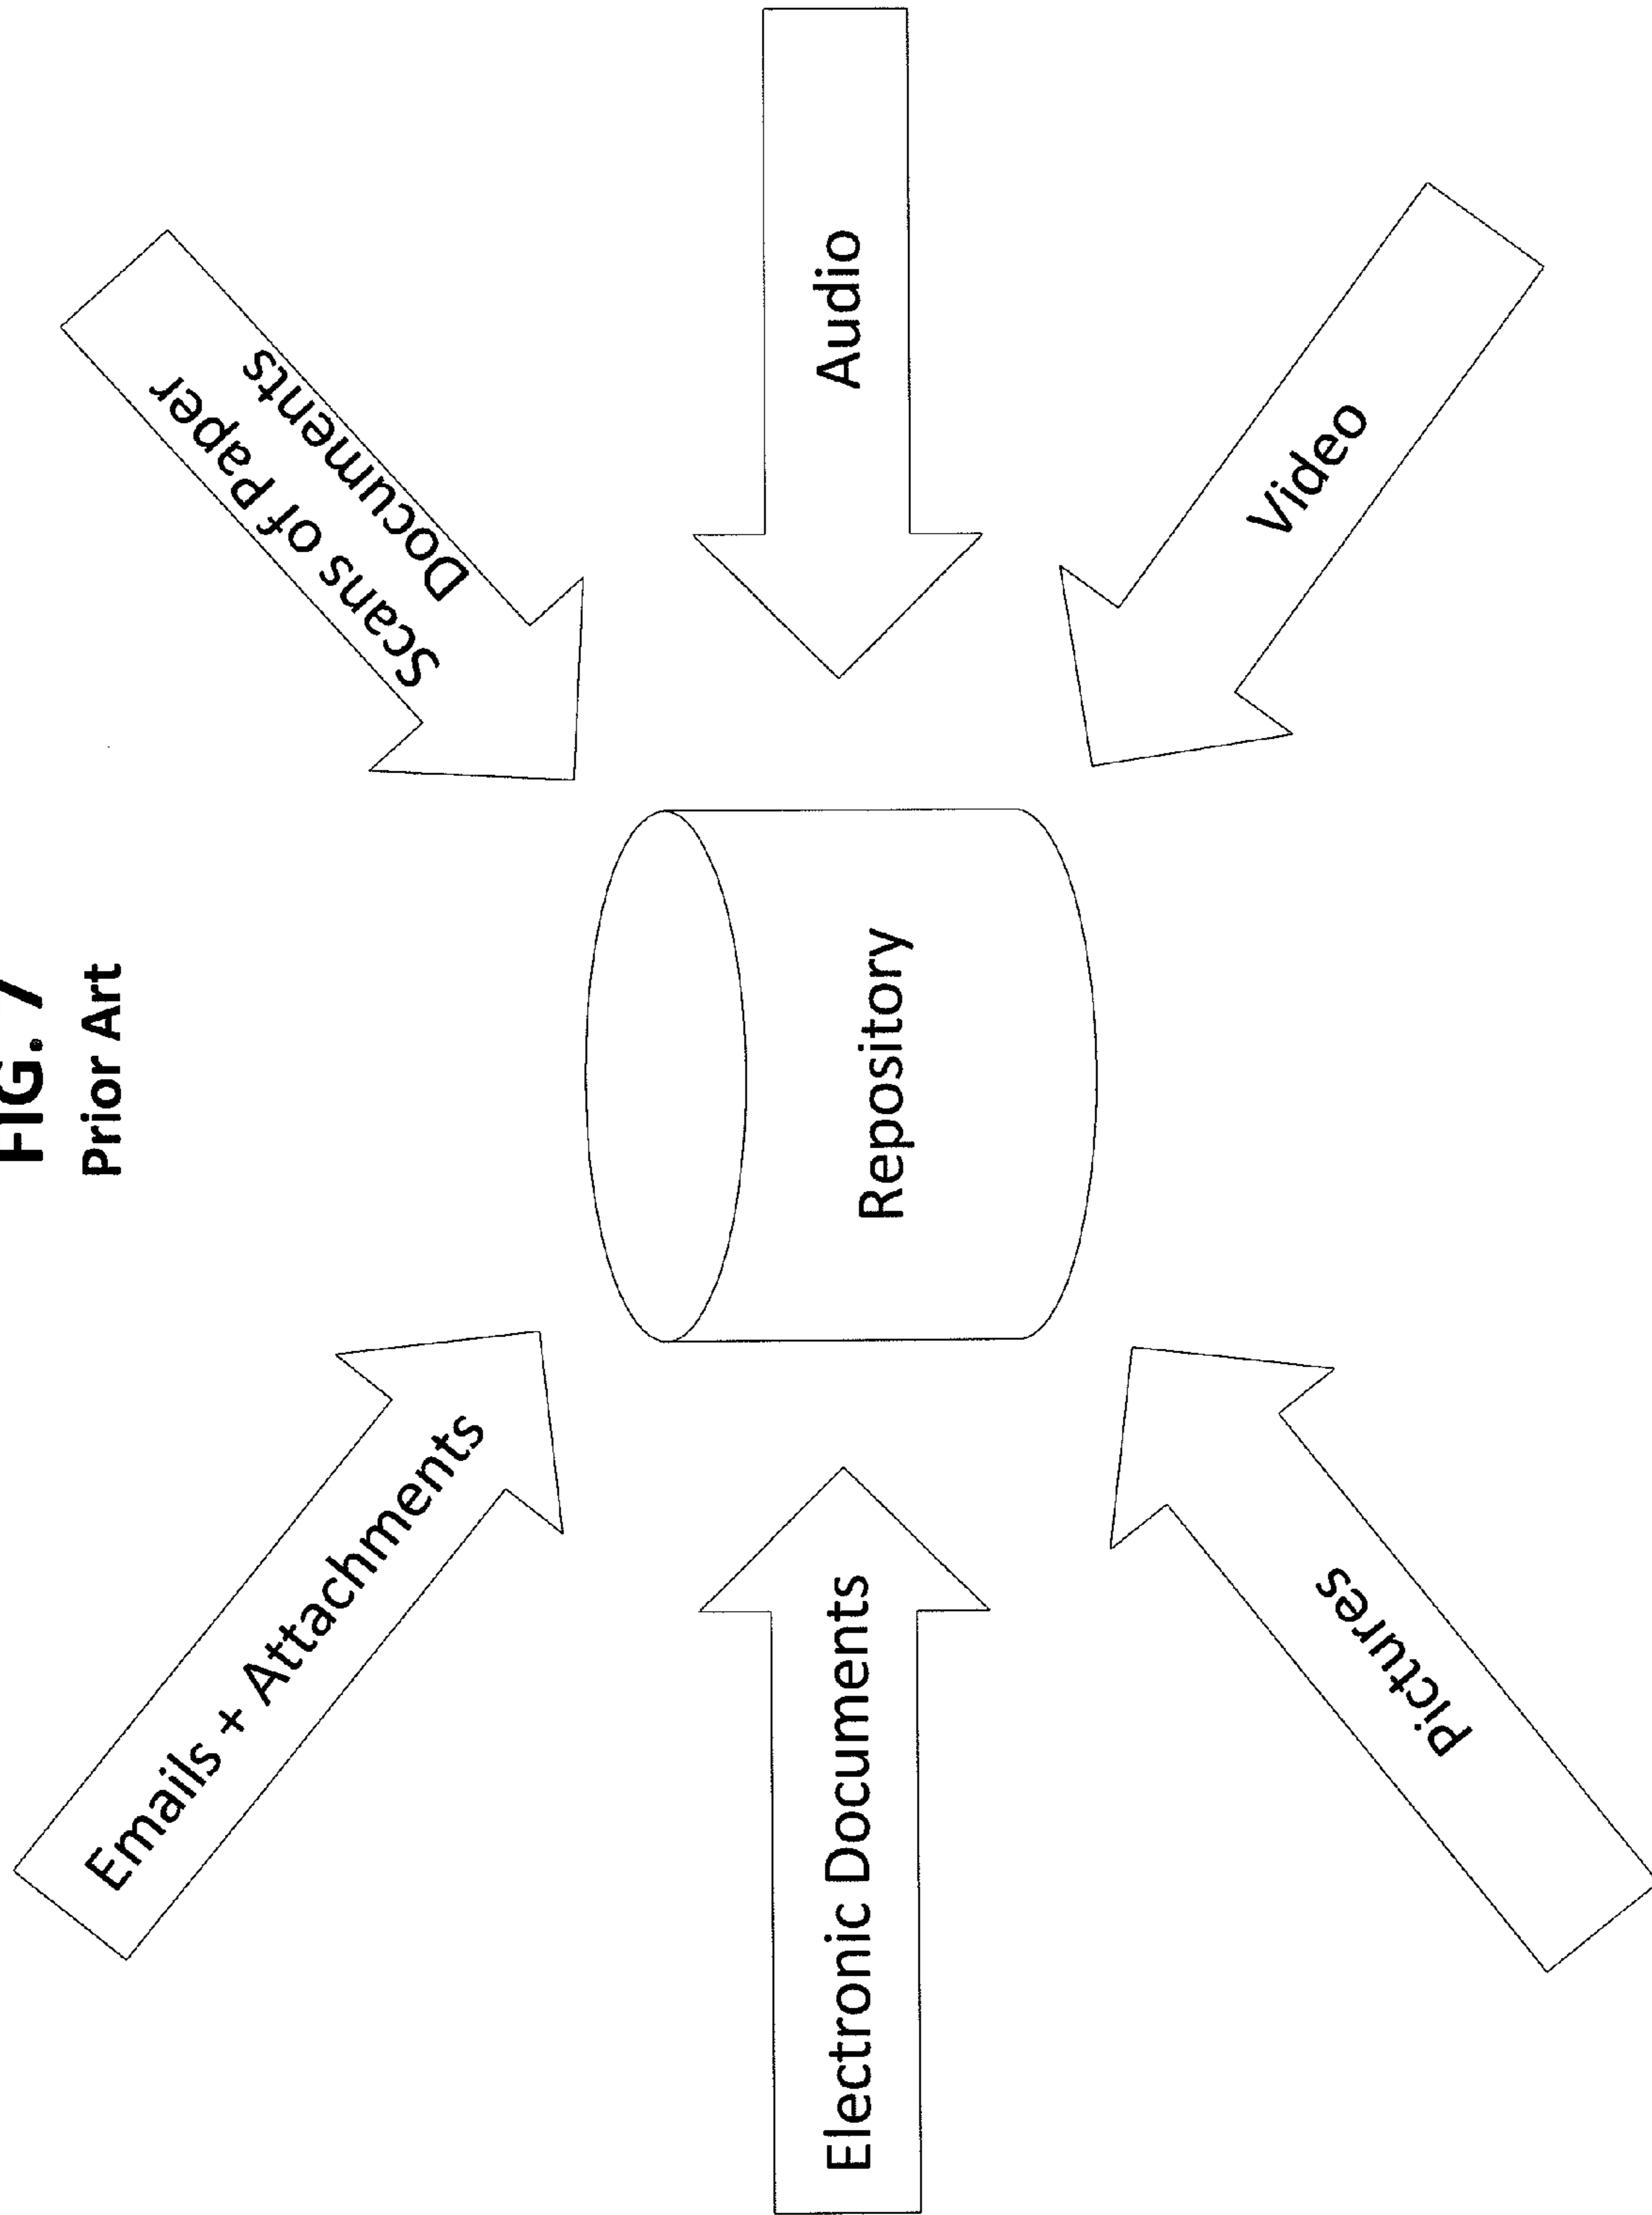 FIG. 7
Prior Art
Emails + Attachments
Scans of Paper
Documents
Electronic Documents
Repository
Audio
Pictures
Video